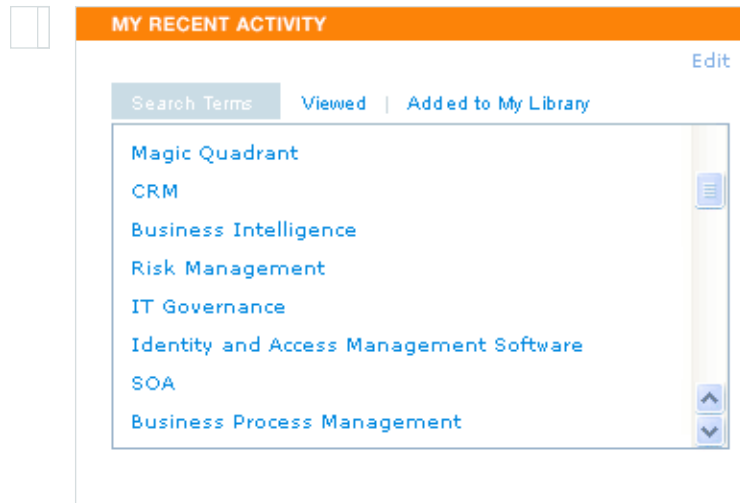 MY RECENT ACTIVITY
Edit
Search Terms Viewed | Added to My Library
Magic Quadrant
CRM
Business Intelligence
Risk Management
IT Governance
Identity and Access Management Software
SOA
Business Process Management